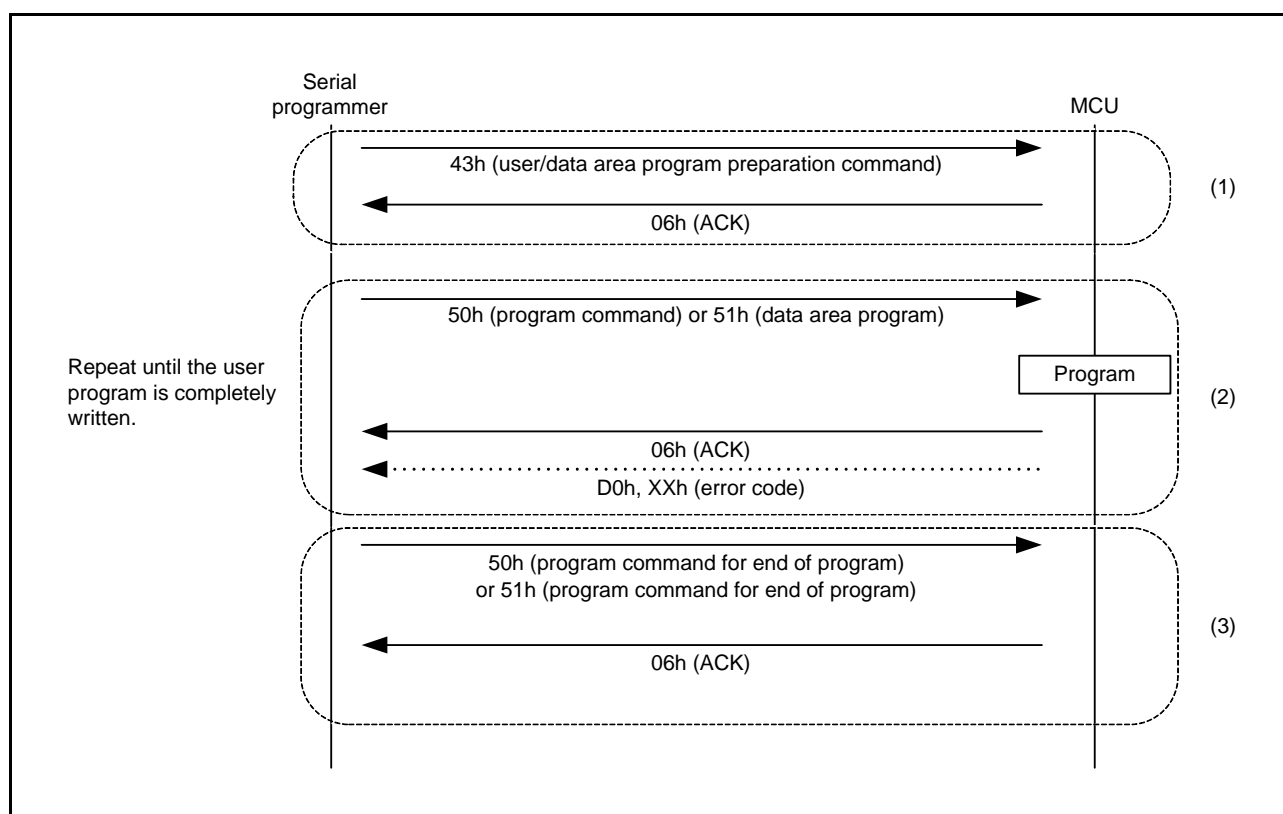 Serial
programmer
MCU
43h (user/data area program preparation command)
(1)
06h (ACK)
50h (program command) or 51h (data area program)
Repeat until the user
program is completely
written.
Program
(2)
06h (ACK)
D0h, XXh (error code)
50h (program command for end of program)
or 51h (program command for end of program)
(3)
06h (ACK)